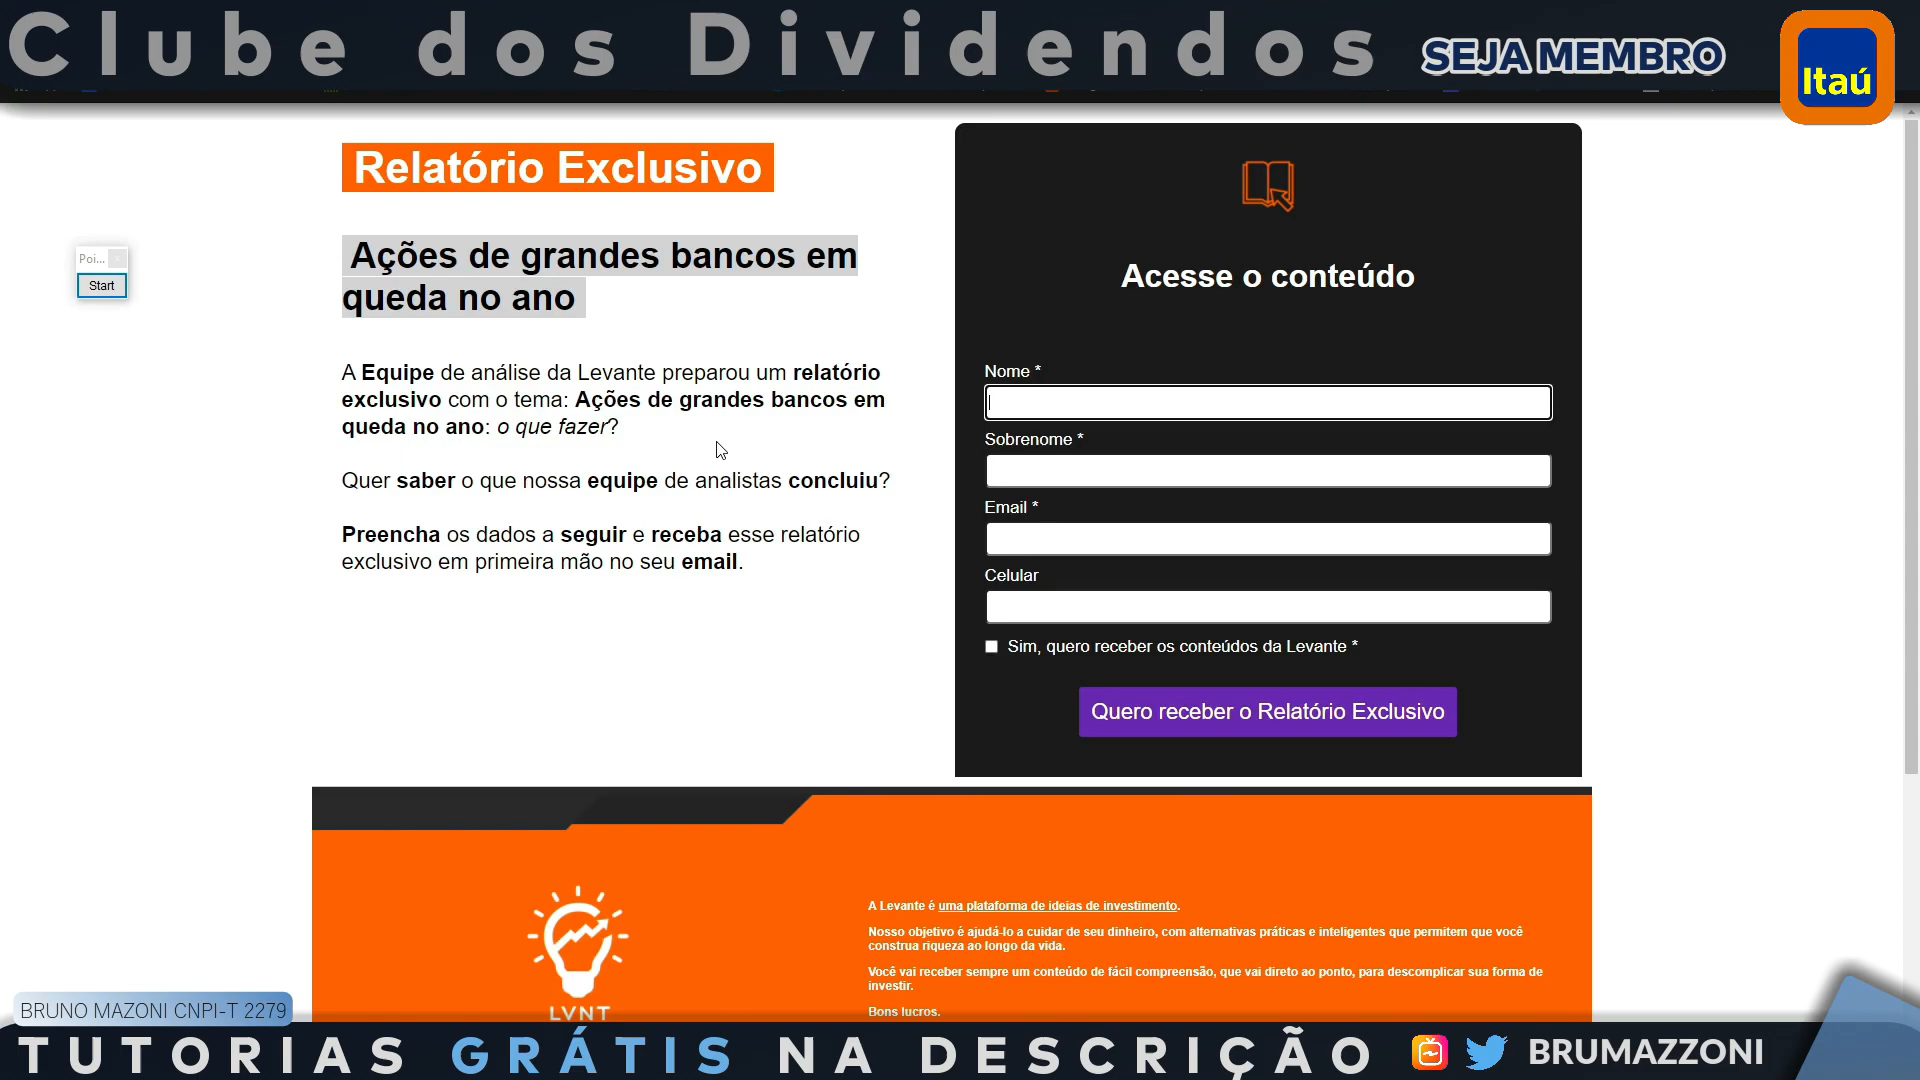 Clube dos Dividendos
SEJA MEMBRO
Itaú
Relatório Exclusivo
Ações de grandes bancos em
queda no ano
Poi... x
Start
A Equipe de análise da Levante preparou um relatório
exclusivo com o tema: Ações de grandes bancos em
queda no ano: o que fazer?
Quer saber o que nossa equipe de analistas concluiu?
Preencha os dados a seguir e receba esse relatório
exclusivo em primeira mão no seu email.
Acesse o conteúdo
Nome *
Sobrenome *
Email *
Celular
Sim, quero receber os conteúdos da Levante *
Quero receber o Relatório Exclusivo
LVNT
A Levante é uma plataforma de ideias de investimento.
Nosso objetivo é ajudá-lo a cuidar de seu dinheiro, com alternativas práticas e inteligentes que permitem que você
construa riqueza ao longo da vida.
Você vai receber sempre um conteúdo de fácil compreensão, que vai direto ao ponto, para descomplicar sua forma de
investir.
Bons lucros.
BRUNO MAZONI CNPI-T 2279
TUTORIAS GRÁTIS NA DESCRIÇÃO
BRUMAZZONI